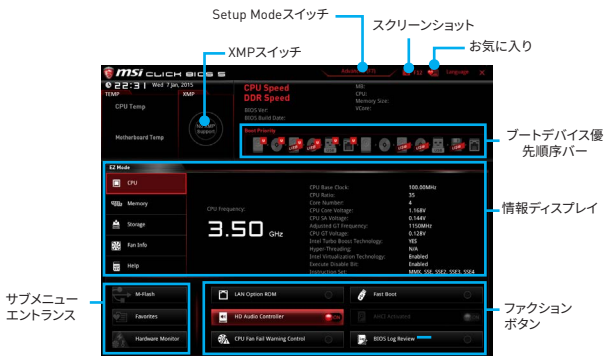 Setup Modeスイッチ
スクリーンショット
お気に入り
XMPスイッチ
msi CLICK BIOS 5
Language X
22:31 Wed 7 Jan, 2015
TEMP
XMP
CPU Temp
Motherboard Temp
CPU Speed
DDR Speed
BIOS Ver:
BIOS Build Date:
MB:
CPU:
Memory Size:
VCore:
Boot Priority
ブートデバイス優
先順序バー
EZ Mode
CPU
Memory
Storage
Fan Info
Help
CPU Frequency:
3.50 GHz
CPU Base Clock: 100.00MHz
CPU Ratio: 35
Core Number: 4
CPU Core Voltage: 1.168V
CPU SA Voltage: 0.144V
Adjusted GT Frequency: 1150MHz
CPU GT Voltage: 0.128V
Intel Turbo Boost Technology: YES
Hyper-Threading: N/A
Intel Virtualization Technology: Enabled
Execute Disable Bit: Enabled
Instruction Set: MMX, SSE, SSE2, SSE3, SSE4
情報ディスプレイ
サブメニュー
エントランス
M-Flash
Favorites
Hardware Monitor
LAN Option ROM
Fast Boot
HD Audio Controller
AHCI Activated
CPU Fan Fail Warning Control
BIOS Log Review
ファクション
ボタン